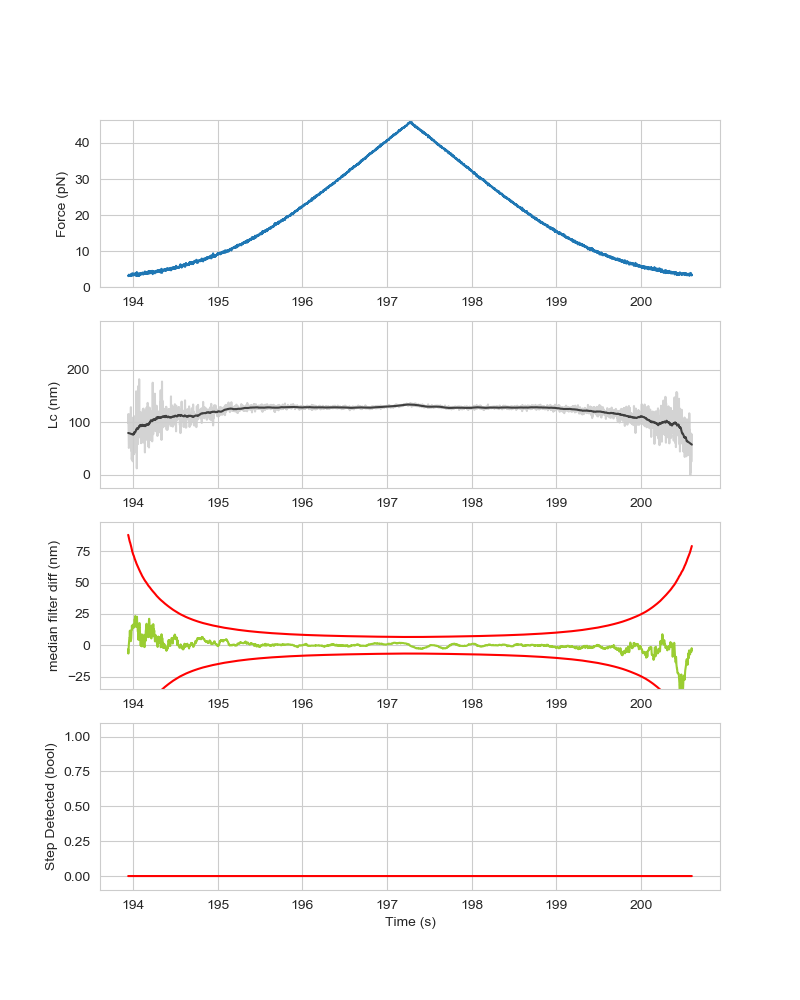 Force (pN)
40
30
20
10
0
194 195 196 197 198 199 200
Lc (nm)
200
100
0
194 195 196 197 198 199 200
median filter diff (nm)
75
50
25
0
−25
194 195 196 197 198 199 200
Step Detected (bool)
1.00
0.75
0.50
0.25
0.00
194 195 196 197 198 199 200
Time (s)